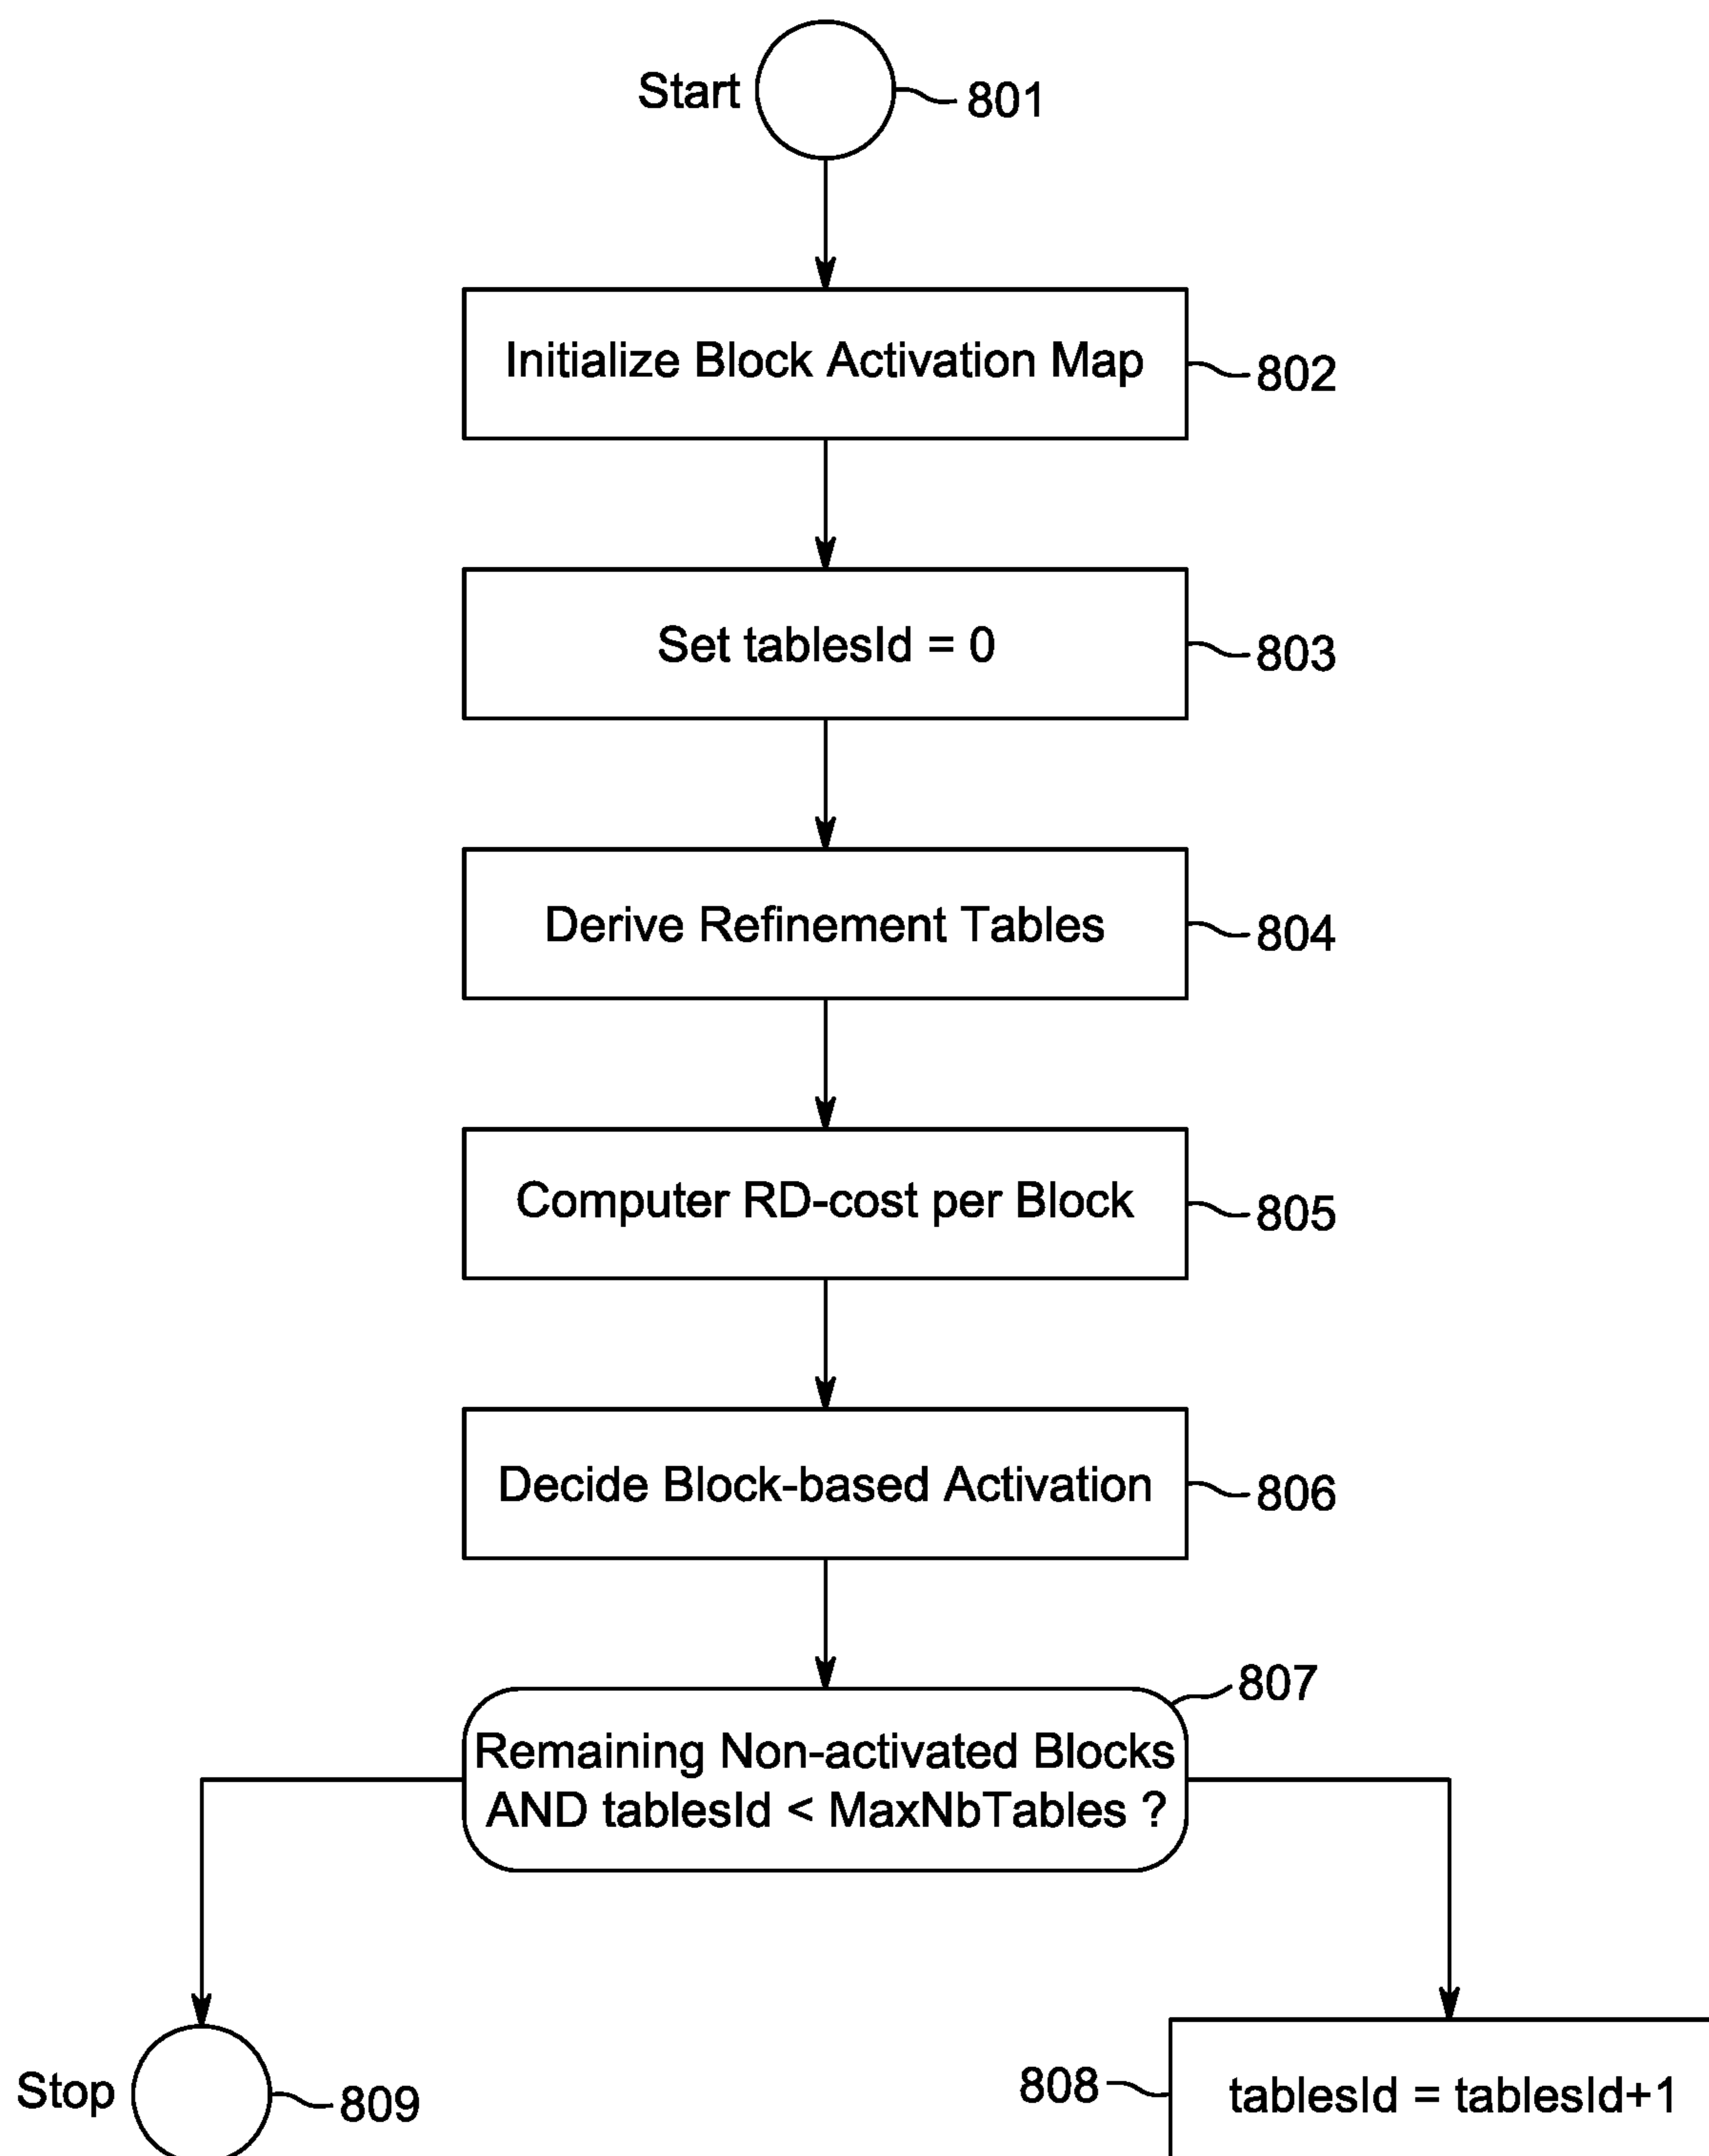 Start
801
Initialize Block Activation Map
802
Set tablesId = 0
803
Derive Refinement Tables
804
Computer RD-cost per Block
805
Decide Block-based Activation
806
807
Remaining Non-activated Blocks
AND tablesId < MaxNbTables ?
Stop
809
808
tablesId = tablesId+1